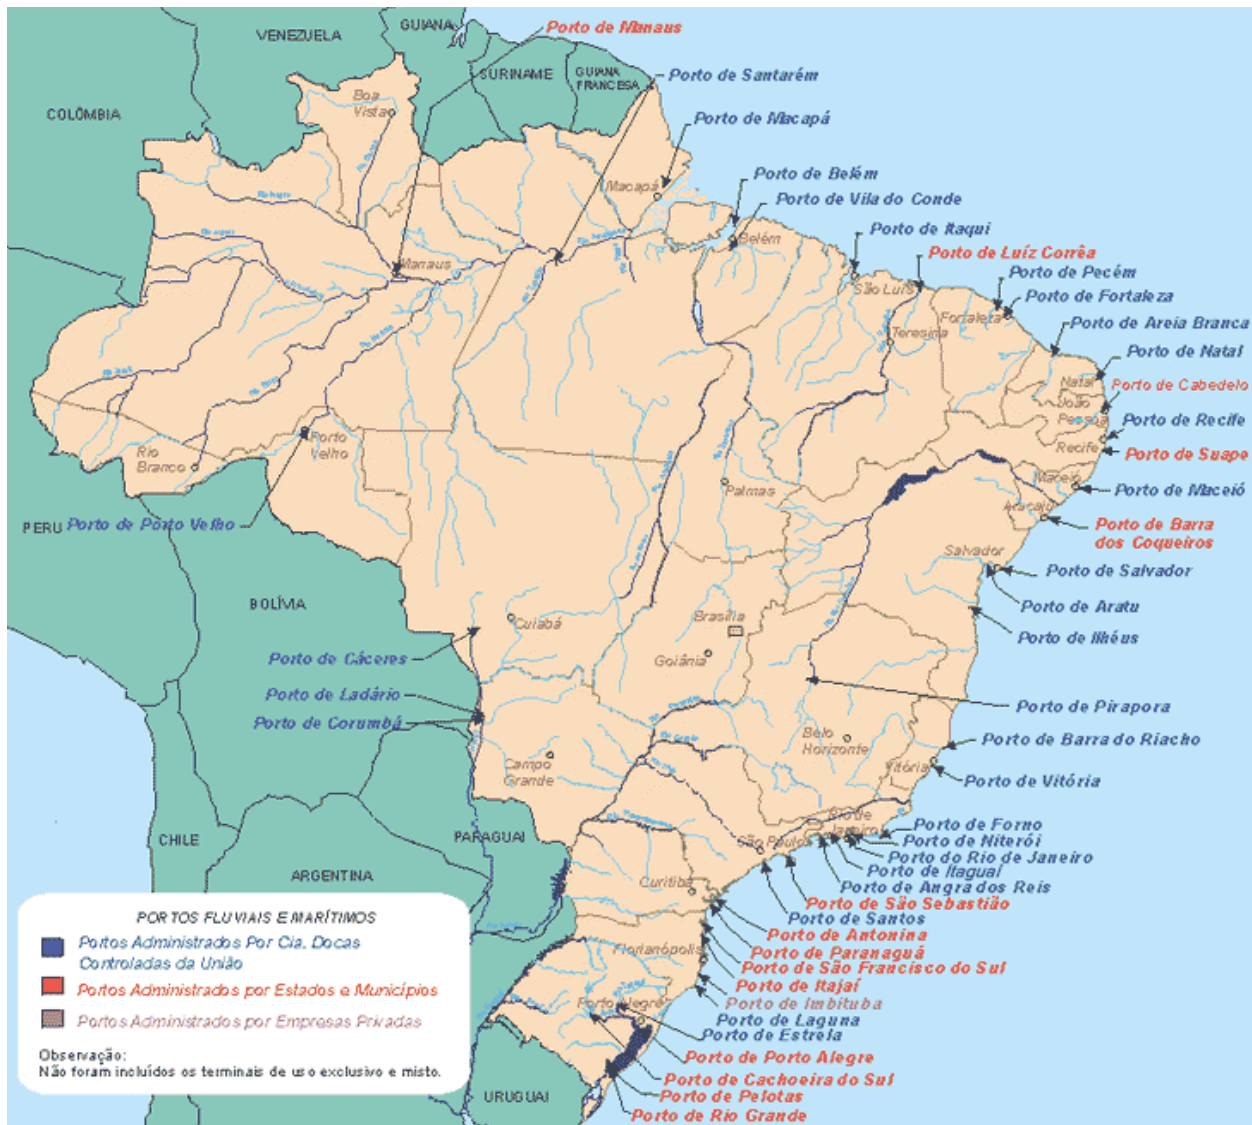 VENEZUELA
GUIANA
Porto de Manaus
SURINAME
GUIANA
FRANCESA
Porto de Santarém
COLÔMBIA
Boa
Vista
Porto de Macapá
Porto de Belém
Macapá
Porto de Vila do Conde
Belém
Porto de Itaqui
Porto de Luíz Corrêa
Manaus
São Luís
Porto de Pecém
Porto de Fortaleza
Fortaleza
Teresina
Porto de Areia Branca
Porto de Natal
Natal
Porto de Cabedelo
João
Pessoa
Porto de Recife
Rio
Branco
Porto
Velho
Recife
Porto de Suape
Palmas
Maceió
Porto de Maceió
Aracaju
PERU
Porto de Porto Velho
Porto de Barra
dos Coqueiros
Salvador
Porto de Salvador
BOLÍVIA
Porto de Aratu
Cuiabá
Brasília
Porto de Ilhéus
Porto de Cáceres
Goiânia
Porto de Ladário
Porto de Corumbá
Porto de Pirapora
Belo
Horizonte
Porto de Barra do Riacho
Campo
Grande
Vitória
Porto de Vitória
CHILE
PARAGUAI
Rio de
Janeiro
Porto de Forno
São Paulo
Porto de Niterói
Porto do Rio de Janeiro
Porto de Itaguaí
ARGENTINA
Curitiba
Porto de Angra dos Reis
Porto de São Sebastião
Porto de Santos
Porto de Antonina
Florianópolis
Porto de Paranaguá
Porto de São Francisco do Sul
Porto de Itajaí
Porto Alegre
Porto de Imbituba
Porto de Laguna
Porto de Estrela
Porto de Porto Alegre
Porto de Cachoeira do Sul
URUGUAI
Porto de Pelotas
Porto de Rio Grande
PORTOS FLUVIAIS E MARÍTIMOS
Portos Administrados Por Cia. Docas
Controladas da União
Portos Administrados por Estados e Municípios
Portos Administrados por Empresas Privadas
Observação:
Não foram incluídos os terminais de uso exclusivo e misto.